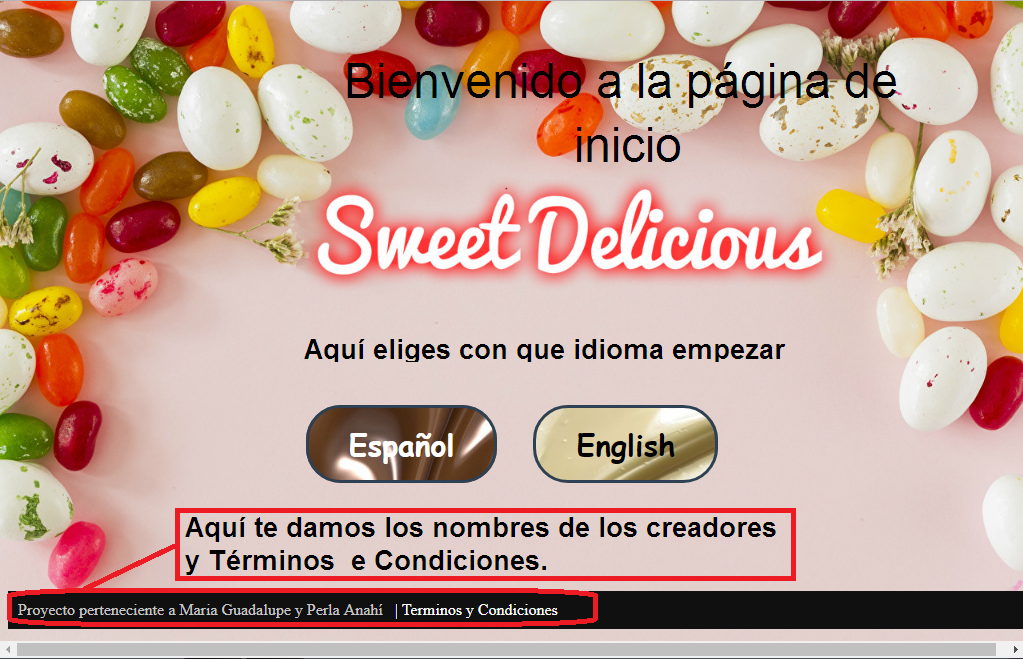 Bienvenido a la página de
inicio
Sweet Delicious
Aquí eliges con que idioma empezar
Español English
Aquí te damos los nombres de los creadores
y Términos e Condiciones.
Proyecto perteneciente a Maria Guadalupe y Perla Anahí | Terminos y Condiciones